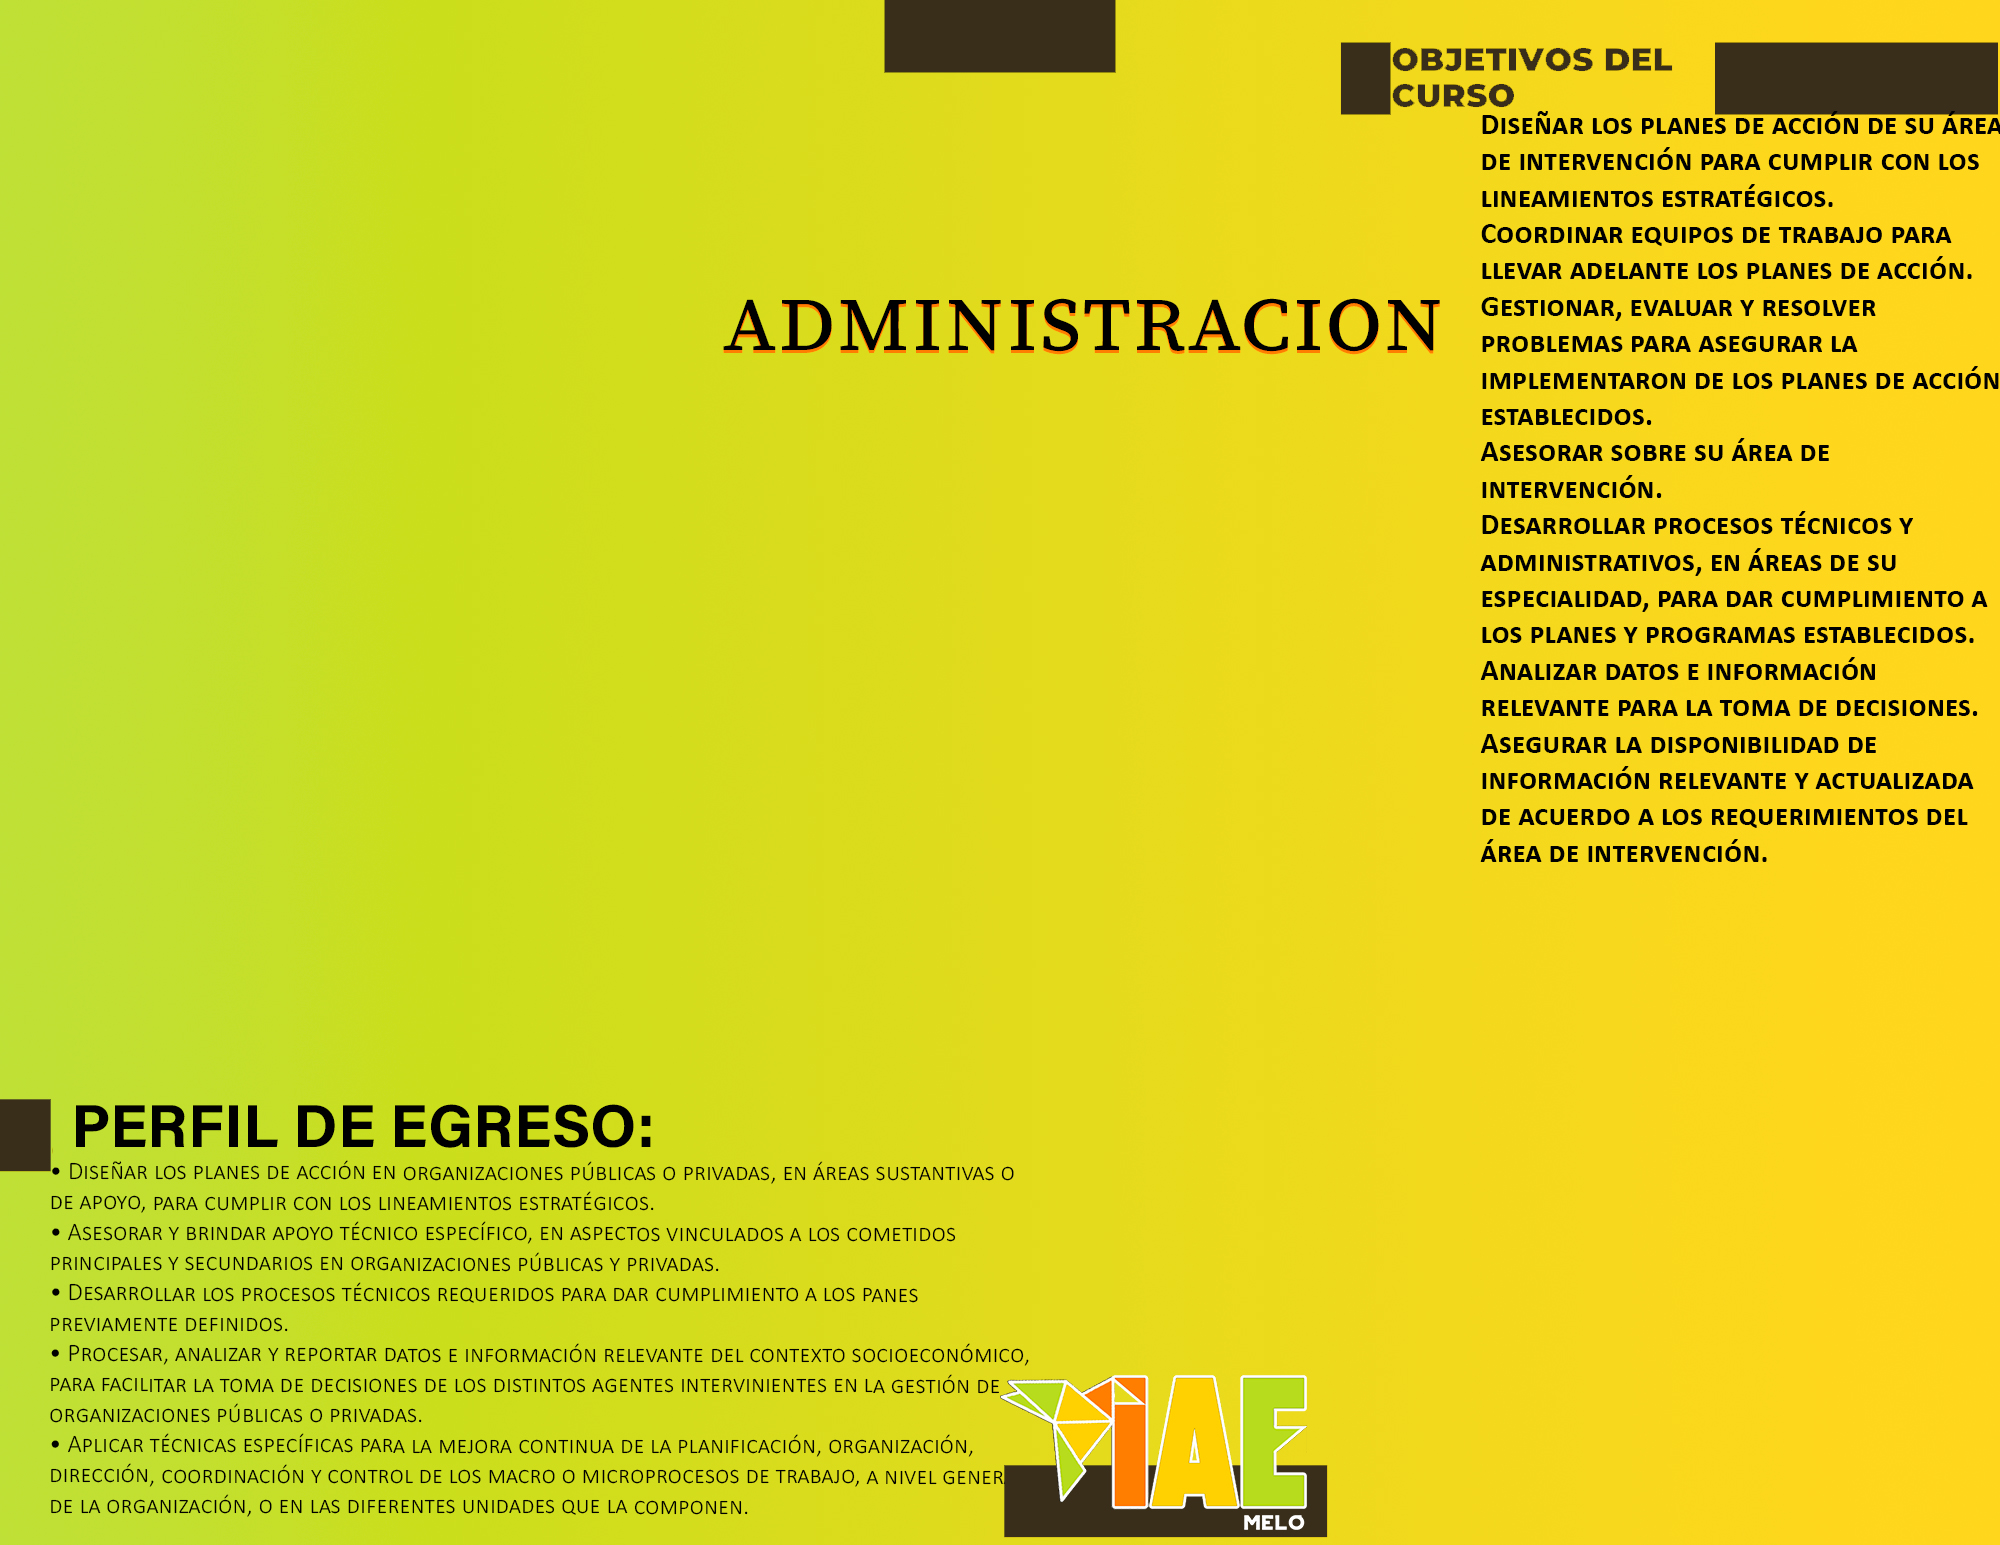 OBJETIVOS DEL
CURSO
DISEÑAR LOS PLANES DE ACCIÓN DE SU ÁREA
DE INTERVENCIÓN PARA CUMPLIR CON LOS
LINEAMIENTOS ESTRATÉGICOS.
COORDINAR EQUIPOS DE TRABAJO PARA
LLEVAR ADELANTE LOS PLANES DE ACCIÓN.
GESTIONAR, EVALUAR Y RESOLVER
PROBLEMAS PARA ASEGURAR LA
IMPLEMENTARON DE LOS PLANES DE ACCIÓN
ESTABLECIDOS.
ASESORAR SOBRE SU ÁREA DE
INTERVENCIÓN.
DESARROLLAR PROCESOS TÉCNICOS Y
ADMINISTRATIVOS, EN ÁREAS DE SU
ESPECIALIDAD, PARA DAR CUMPLIMIENTO A
LOS PLANES Y PROGRAMAS ESTABLECIDOS.
ANALIZAR DATOS E INFORMACIÓN
RELEVANTE PARA LA TOMA DE DECISIONES.
ASEGURAR LA DISPONIBILIDAD DE
INFORMACIÓN RELEVANTE Y ACTUALIZADA
DE ACUERDO A LOS REQUERIMIENTOS DEL
ÁREA DE INTERVENCIÓN.
ADMINISTRACION
PERFIL DE EGRESO:
• DISEÑAR LOS PLANES DE ACCIÓN EN ORGANIZACIONES PÚBLICAS O PRIVADAS, EN ÁREAS SUSTANTIVAS O
DE APOYO, PARA CUMPLIR CON LOS LINEAMIENTOS ESTRATÉGICOS.
• ASESORAR Y BRINDAR APOYO TÉCNICO ESPECÍFICO, EN ASPECTOS VINCULADOS A LOS COMETIDOS
PRINCIPALES Y SECUNDARIOS EN ORGANIZACIONES PÚBLICAS Y PRIVADAS.
• DESARROLLAR LOS PROCESOS TÉCNICOS REQUERIDOS PARA DAR CUMPLIMIENTO A LOS PANES
PREVIAMENTE DEFINIDOS.
• PROCESAR, ANALIZAR Y REPORTAR DATOS E INFORMACIÓN RELEVANTE DEL CONTEXTO SOCIOECONÓMICO,
PARA FACILITAR LA TOMA DE DECISIONES DE LOS DISTINTOS AGENTES INTERVINIENTES EN LA GESTIÓN DE
ORGANIZACIONES PÚBLICAS O PRIVADAS.
• APLICAR TÉCNICAS ESPECÍFICAS PARA LA MEJORA CONTINUA DE LA PLANIFICACIÓN, ORGANIZACIÓN,
DIRECCIÓN, COORDINACIÓN Y CONTROL DE LOS MACRO O MICROPROCESOS DE TRABAJO, A NIVEL GENER
DE LA ORGANIZACIÓN, O EN LAS DIFERENTES UNIDADES QUE LA COMPONEN.
iAE
MELO